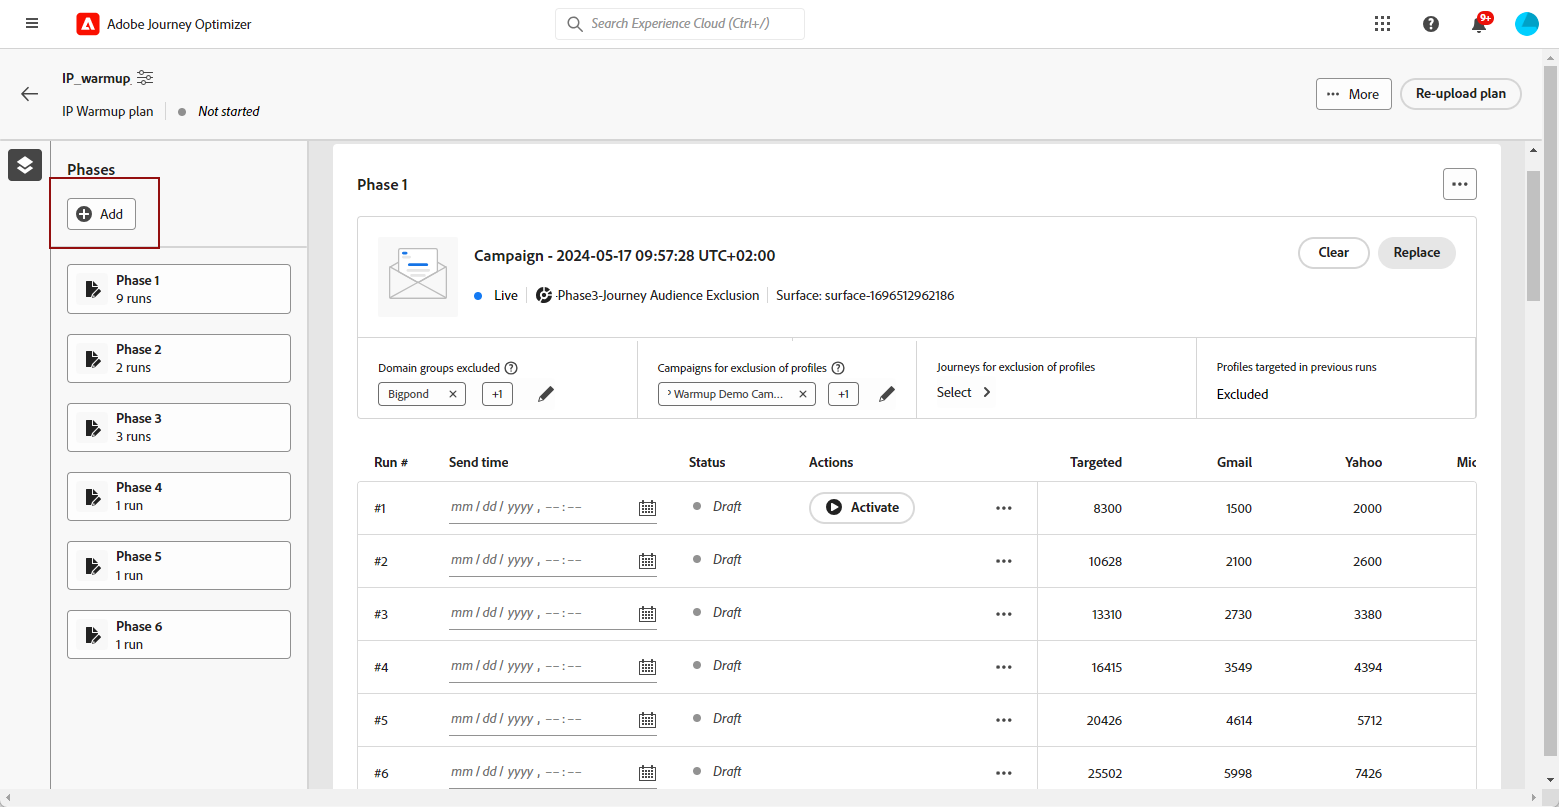 Adobe Journey Optimizer
Search Experience Cloud (Ctrl+/)
9+
IP_warmup
IP Warmup plan
Not started
More
Re-upload plan
Phases
Add
Phase 1
9 runs
Phase 2
2 runs
Phase 3
3 runs
Phase 4
1 run
Phase 5
1 run
Phase 6
1 run
Phase 1
Campaign - 2024-05-17 09:57:28 UTC+02:00
Clear
Replace
Live
Phase3-Journey Audience Exclusion
Surface: surface-1696512962186
Domain groups excluded
Bigpond
+1
Campaigns for exclusion of profiles
Warmup Demo Cam...
+1
Journeys for exclusion of profiles
Select
Profiles targeted in previous runs
Excluded
Run # Send time Status Actions Targeted Gmail Yahoo Mic
#1 mm / dd / yyyy , -- : -- Draft Activate 8300 1500 2000
#2 mm / dd / yyyy , -- : -- Draft 10628 2100 2600
#3 mm / dd / yyyy , -- : -- Draft 13310 2730 3380
#4 mm / dd / yyyy , -- : -- Draft 16415 3549 4394
#5 mm / dd / yyyy , -- : -- Draft 20426 4614 5712
#6 mm / dd / yyyy , -- : -- Draft 25502 5998 7426